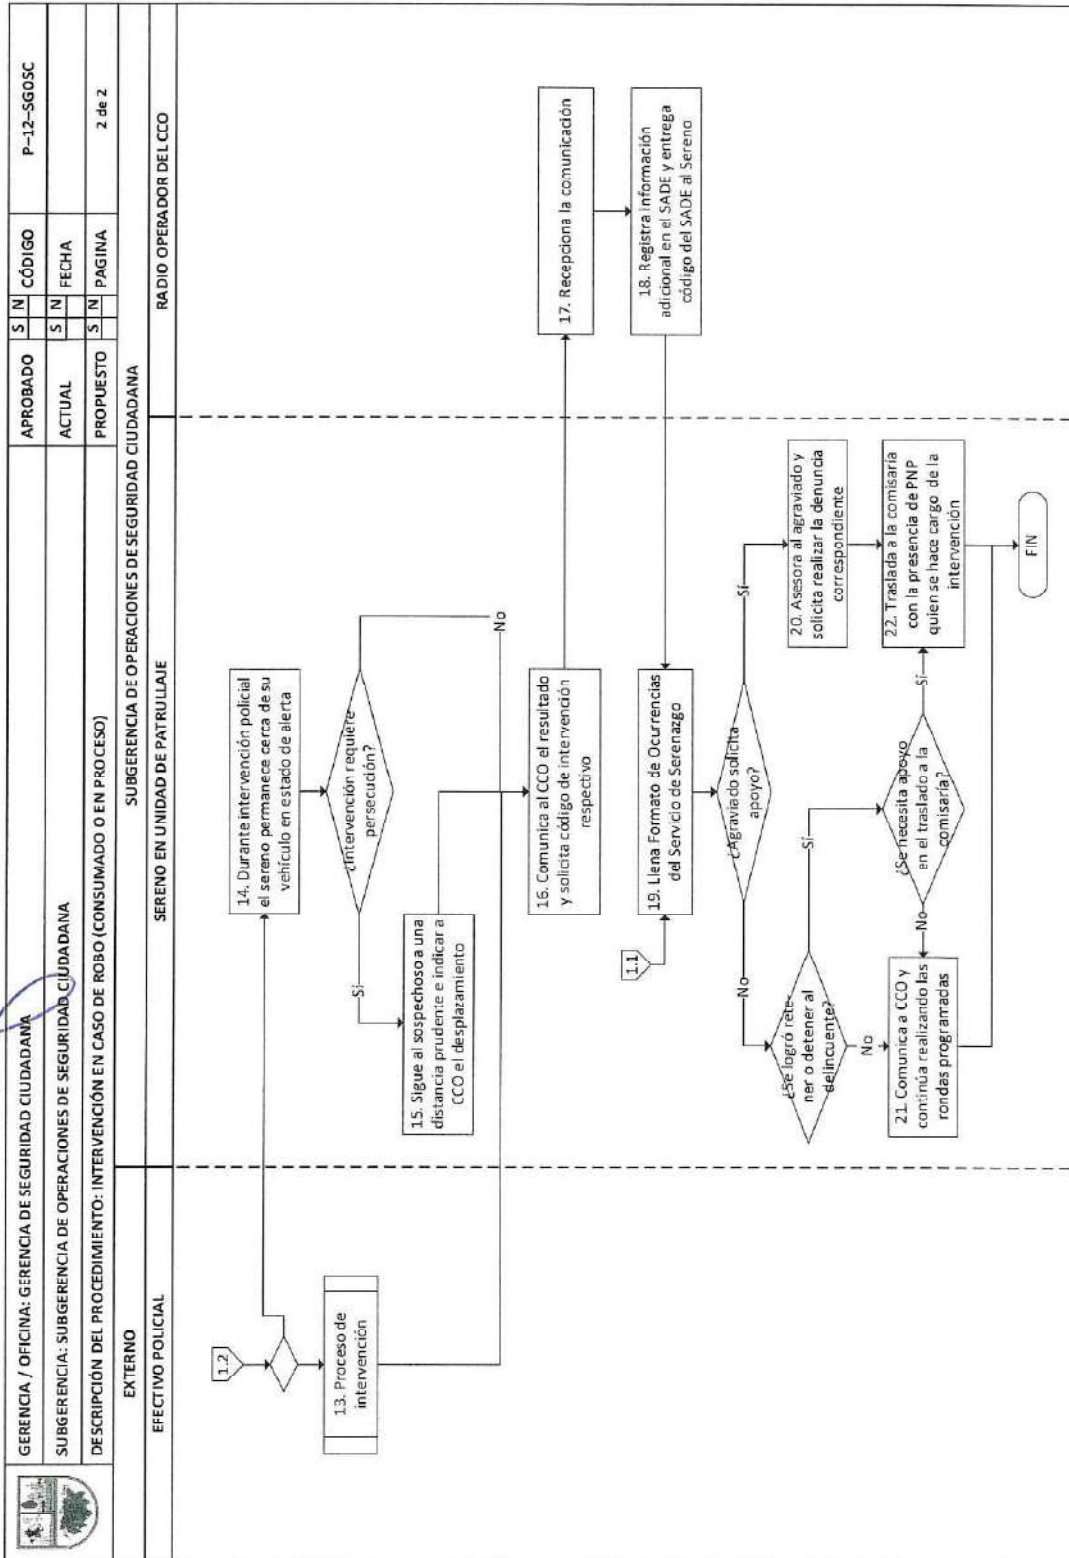 GERENCIA / OFICINA: GERENCIA DE SEGURIDAD CIUDADANA
APROBADO S N CÓDIGO P-12-SGOSC
SUBGERENCIA: SUBGERENCIA DE OPERACIONES DE SEGURIDAD CIUDADANA
ACTUAL S N FECHA
DESCRIPCIÓN DEL PROCEDIMIENTO: INTERVENCIÓN EN CASO DE ROBO (CONSUMADO O EN PROCESO)
PROPUESTO S N PAGINA 2 de 2
EXTERNO
SUBGERENCIA DE OPERACIONES DE SEGURIDAD CIUDADANA
EFECTIVO POLICIAL
SERENO EN UNIDAD DE PATRULLAJE
RADIO OPERADOR DEL CCO
1.2
13. Proceso de
intervención
14. Durante intervención policial
el sereno permanece cerca de su
vehículo en estado de alerta
¿Intervención requiere
persecución?
Sí
No
15. Sigue al sospechoso a una
distancia prudente e indicar a
CCO el desplazamiento
16. Comunica al CCO el resultado
y solicita código de intervención
respectivo
17. Recepciona la comunicación
18. Registra información
adicional en el SADE y entrega
código del SADE al Sereno
1.1
19. Llena Formato de Ocurrencias
del Servicio de Serenazgo
¿Agraviado solicita
apoyo?
No
Sí
¿Se logró rete-
ner o detener al
delincuente?
Sí
No
20. Asesora al agraviado y
solicita realizar la denuncia
correspondiente
¿Se necesita apoyo
en el traslado a la
comisaría?
No
Sí
21. Comunica a CCO y
continúa realizando las
rondas programadas
22. Traslada a la comisaría
con la presencia de PNP
quien se hace cargo de la
intervención
FIN